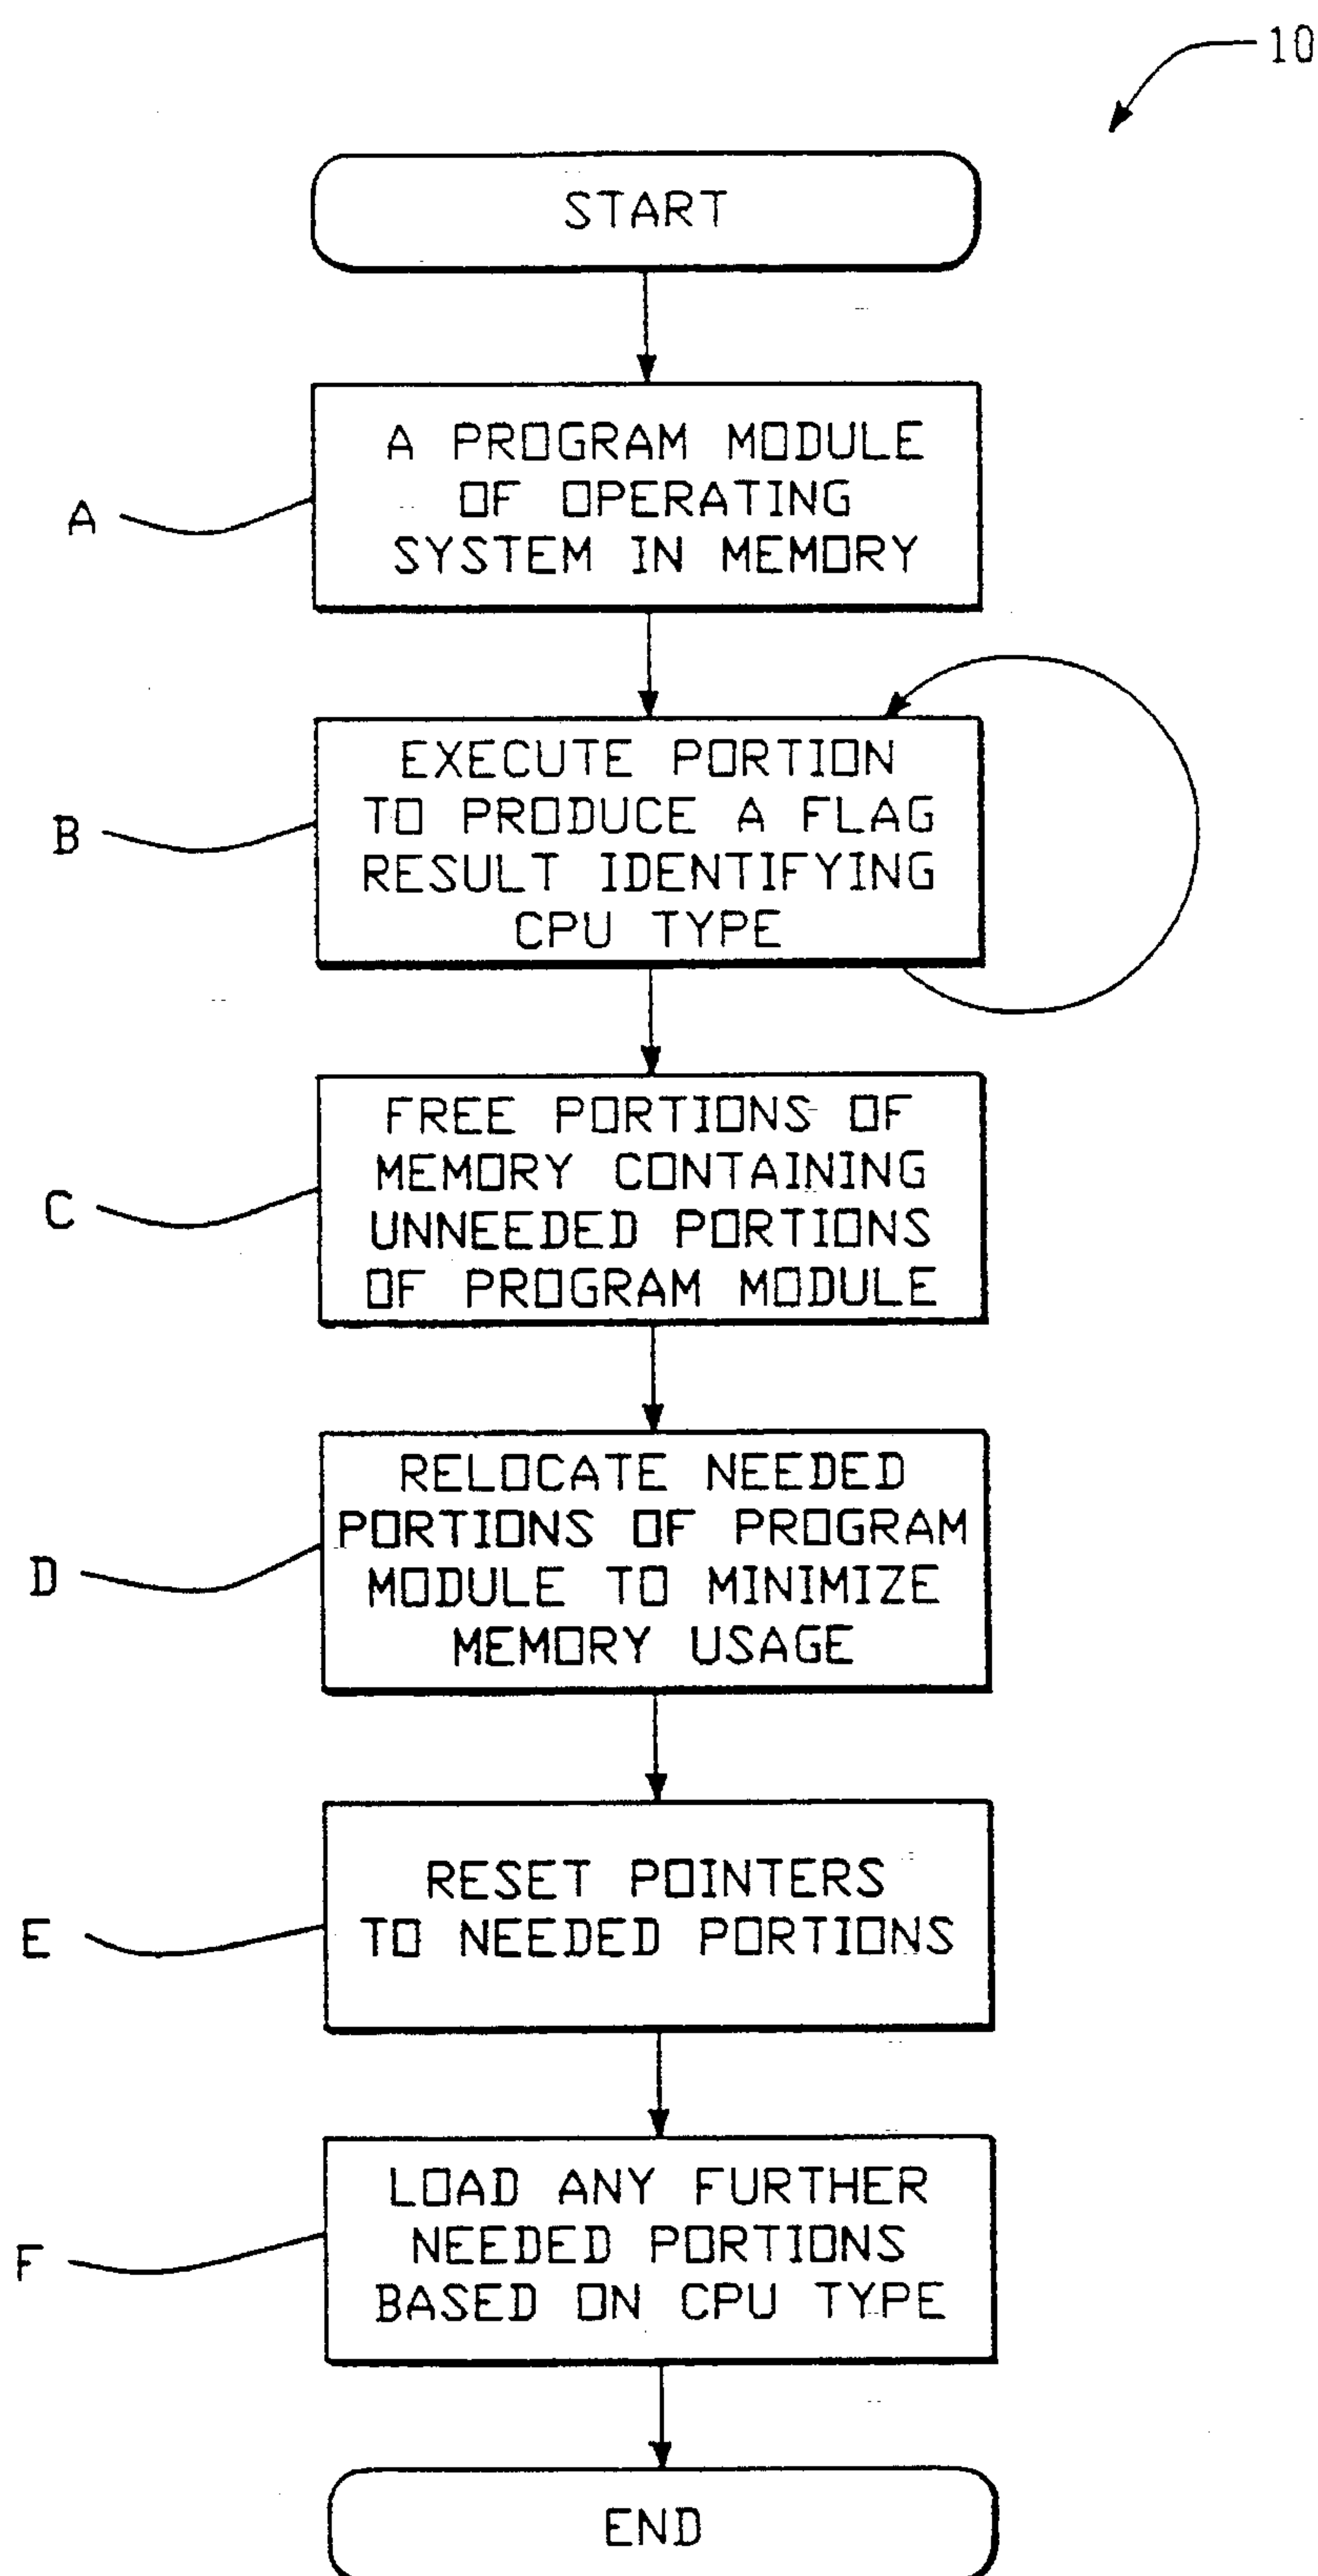 10
START
A PROGRAM MODULE
OF OPERATING
SYSTEM IN MEMORY
A
EXECUTE PORTION
TO PRODUCE A FLAG
RESULT IDENTIFYING
CPU TYPE
B
FREE PORTIONS OF
MEMORY CONTAINING
UNNEEDED PORTIONS
OF PROGRAM MODULE
C
RELOCATE NEEDED
PORTIONS OF PROGRAM
MODULE TO MINIMIZE
MEMORY USAGE
D
RESET POINTERS
TO NEEDED PORTIONS
E
LOAD ANY FURTHER
NEEDED PORTIONS
BASED ON CPU TYPE
F
END